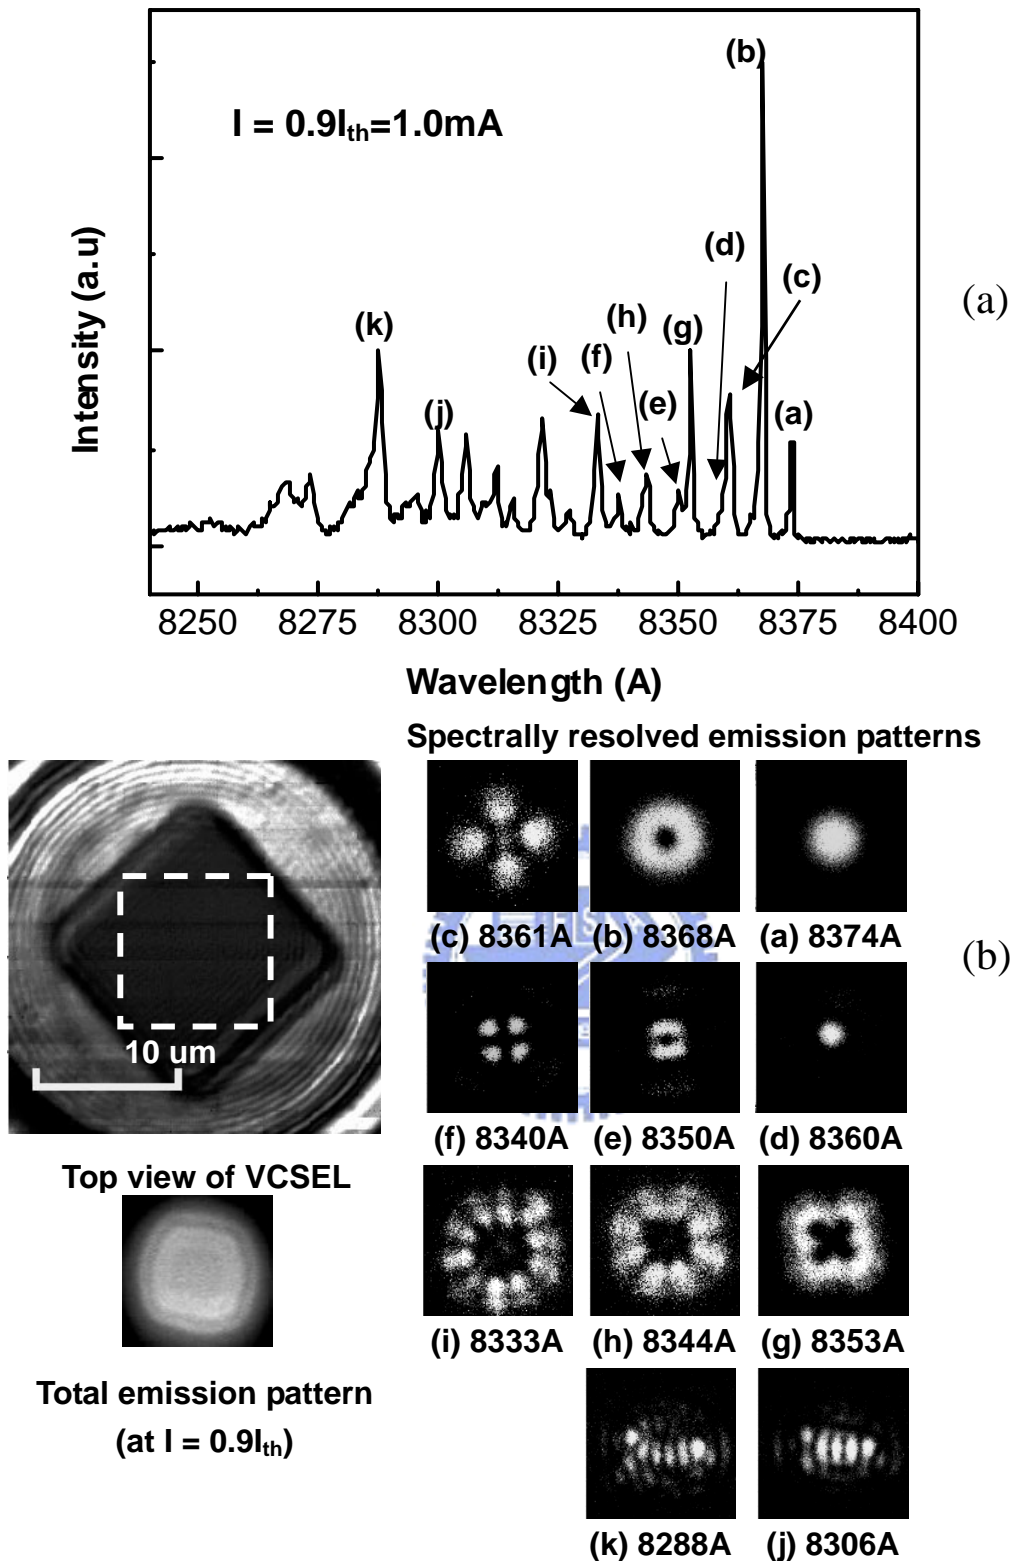 (b)
I = 0.9Ith=1.0mA
(d)
(c)
(a)
(k)
(h)
(g)
(i)
(f)
(j)
(e)
(a)
Intensity (a.u)
8250 8275 8300 8325 8350 8375 8400
Wavelength (A)
Spectrally resolved emission patterns
(c) 8361A (b) 8368A (a) 8374A
(b)
10 um
(f) 8340A (e) 8350A (d) 8360A
Top view of VCSEL
(i) 8333A (h) 8344A (g) 8353A
Total emission pattern
(at I = 0.9Ith)
(k) 8288A (j) 8306A